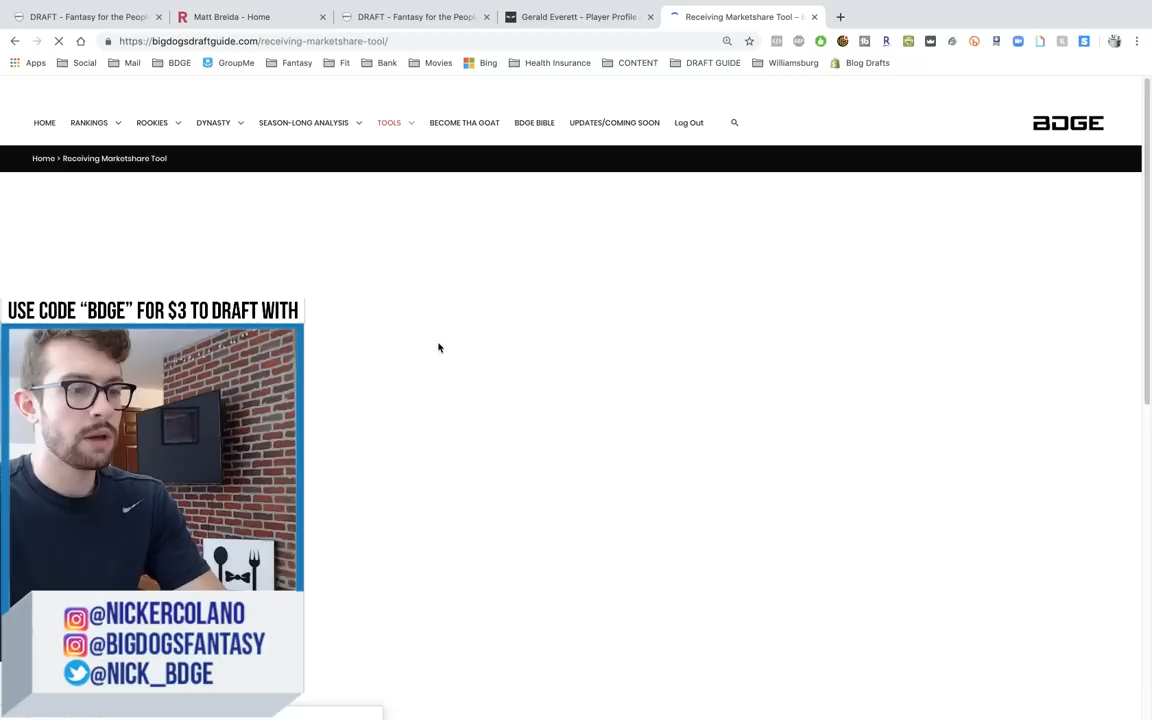 DRAFT - Fantasy for the Peopl
Matt Breida - Home
DRAFT - Fantasy for the Peopl
Gerald Everett - Player Profile
Receiving Marketshare Tool –
https://bigdogsdraftguide.com/receiving-marketshare-tool/
Apps
Social
Mail
BDGE
GroupMe
Fantasy
Fit
Bank
Movies
Bing
Health Insurance
CONTENT
DRAFT GUIDE
Williamsburg
Blog Drafts
HOME
RANKINGS
ROOKIES
DYNASTY
SEASON-LONG ANALYSIS
TOOLS
BECOME THA GOAT
BDGE BIBLE
UPDATES/COMING SOON
Log Out
BDGE
Home > Receiving Marketshare Tool
USE CODE “BDGE” FOR $3 TO DRAFT WITH
@NICKERCOLANO
@BIGDOGSFANTASY
@NICK_BDGE